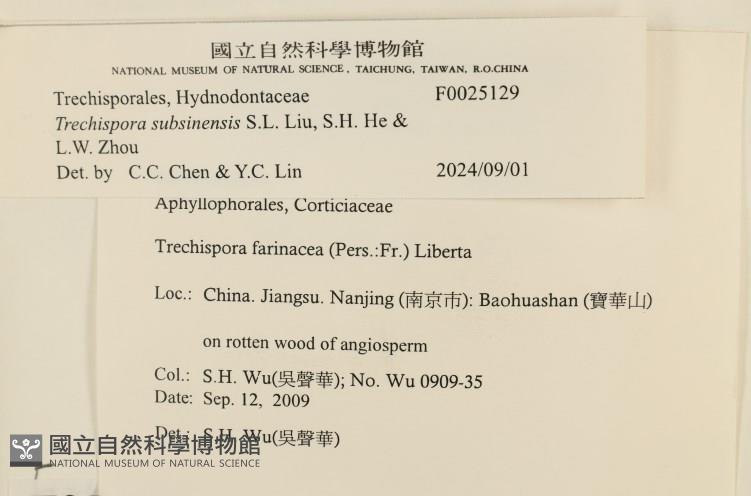 國立自然科學博物館
NATIONAL MUSEUM OF NATURAL SCIENCE, TAICHUNG, TAIWAN, R.O.CHINA
Trechisporales, Hydnodontaceae F0025129
Trechispora subsinensis S.L. Liu, S.H. He &
L.W. Zhou
Det. by C.C. Chen & Y.C. Lin 2024/09/01
Aphyllophorales, Corticiaceae
Trechispora farinacea (Pers.:Fr.) Liberta
Loc.: China. Jiangsu. Nanjing (南京市): Baohuashan (寶華山)
on rotten wood of angiosperm
Col.: S.H. Wu(吳聲華); No. Wu 0909-35
Date: Sep. 12, 2009
Det.: S.H. Wu(吳聲華)
國立自然科學博物館
NATIONAL MUSEUM OF NATURAL SCIENCE